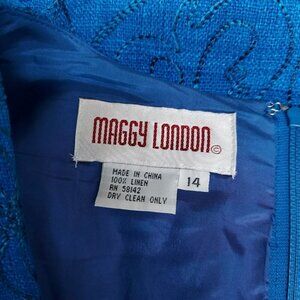 MAGGY LONDON ©
MADE IN CHINA
100% LINEN
RN 58142
DRY CLEAN ONLY
14